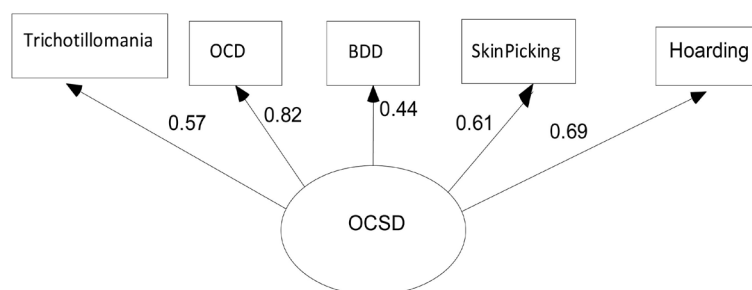 Trichotillomania
OCD
BDD
SkinPicking
Hoarding
0.57
0.82
0.44
0.61
0.69
OCSD